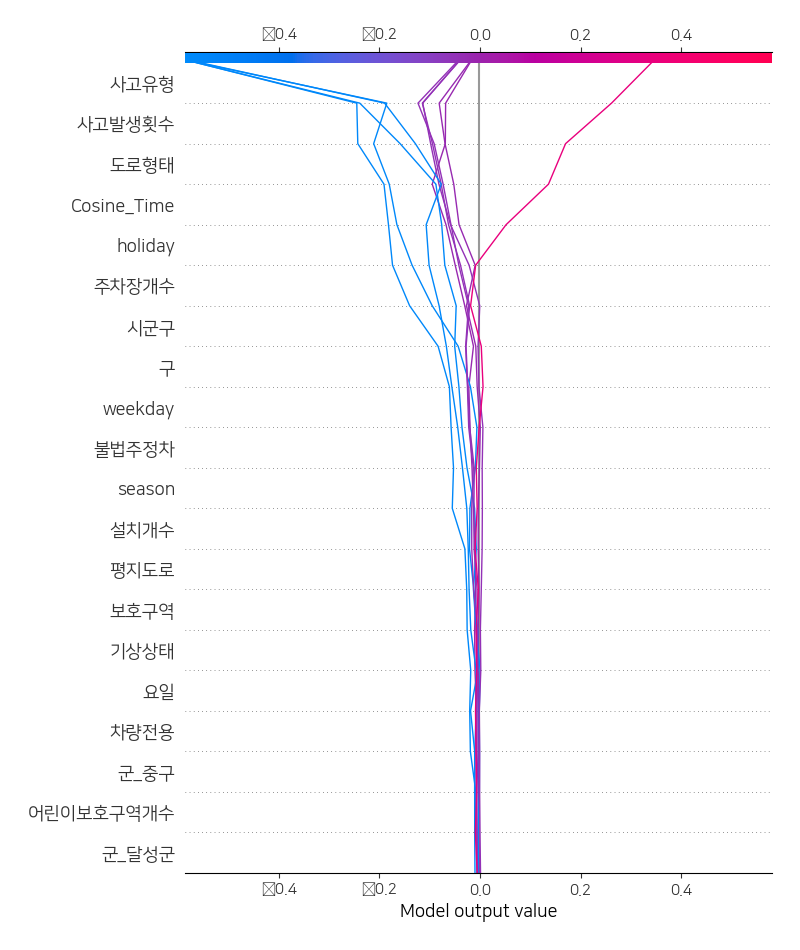 ▯0.4 ▯0.2 0.0 0.2 0.4
사고유형
사고발생횟수
도로형태
Cosine_Time
holiday
주차장개수
시군구
구
weekday
불법주정차
season
설치개수
평지도로
보호구역
기상상태
요일
차량전용
군_중구
어린이보호구역개수
군_달성군
▯0.4 ▯0.2 0.0 0.2 0.4
Model output value